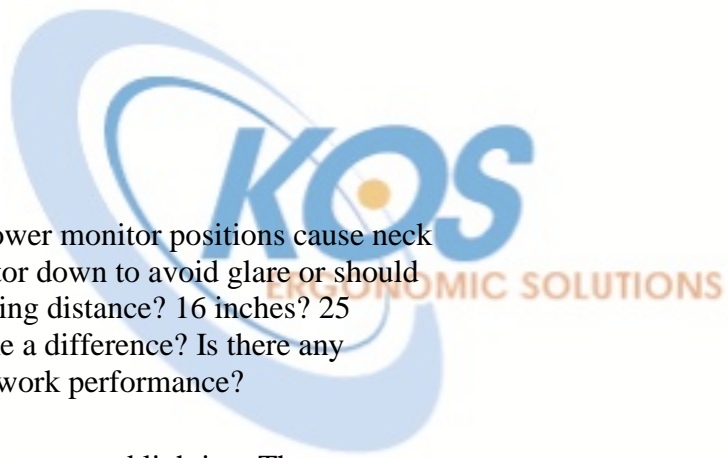 KOS
ERGONOMIC SOLUTIONS
ower monitor positions cause neck
tor down to avoid glare or should
ing distance? 16 inches? 25
e a difference? Is there any
work performance?